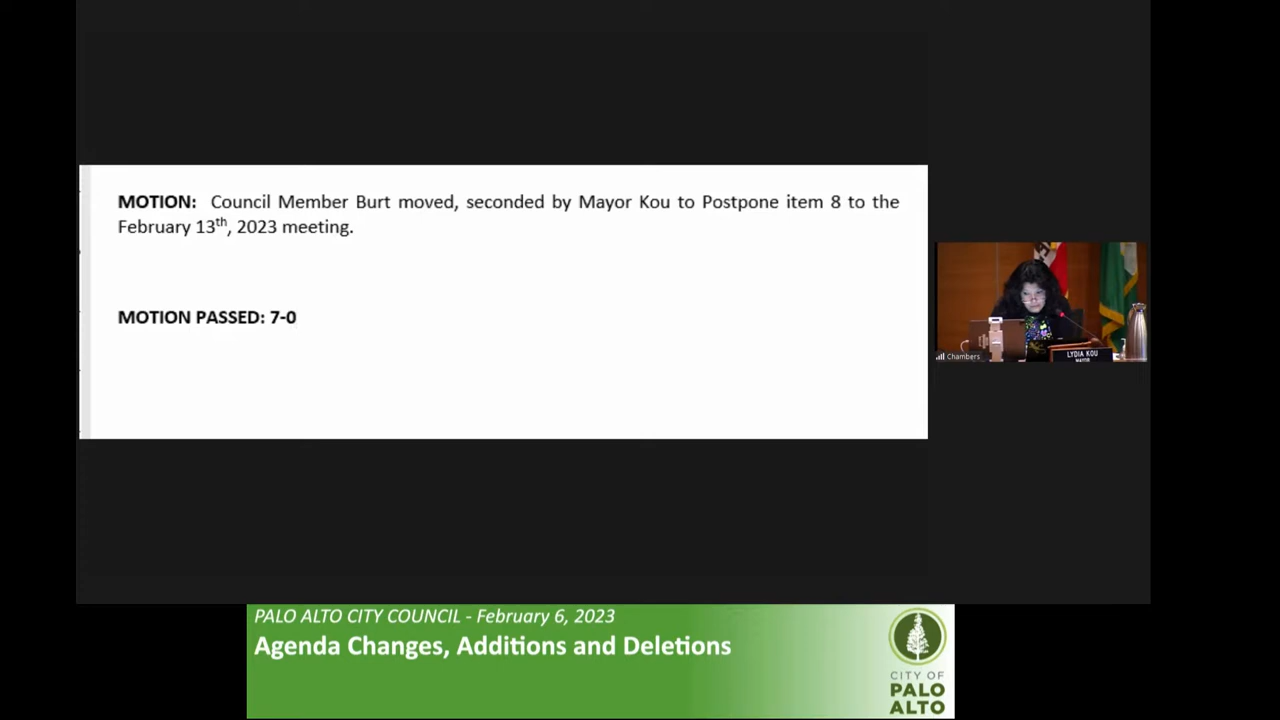 MOTION: Council Member Burt moved, seconded by Mayor Kou to Postpone item 8 to the
February 13th, 2023 meeting.
MOTION PASSED: 7-0
Chambers
LYDIA KOU
MAYOR
PALO ALTO CITY COUNCIL - February 6, 2023
Agenda Changes, Additions and Deletions
CITY OF
PALO
ALTO